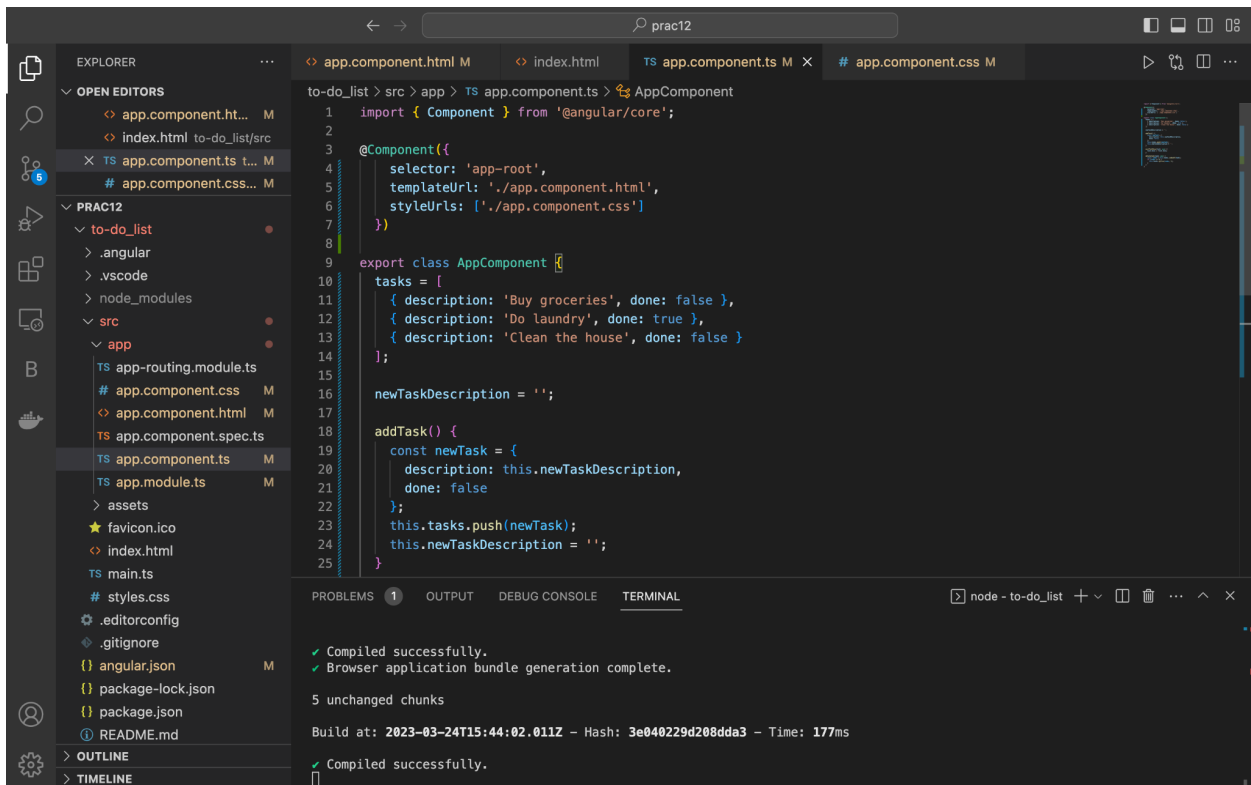 prac12
EXPLORER
OPEN EDITORS
app.component.ht... M
index.html to-do_list/src
TS app.component.ts t... M
# app.component.css... M
PRAC12
to-do_list
.angular
.vscode
node_modules
src
app
TS app-routing.module.ts
# app.component.css M
<> app.component.html M
TS app.component.spec.ts
TS app.component.ts M
TS app.module.ts M
assets
favicon.ico
<> index.html
TS main.ts
# styles.css
.editorconfig
.gitignore
{} angular.json M
{} package-lock.json
{} package.json
README.md
OUTLINE
TIMELINE
5
B
<> app.component.html M
<> index.html
TS app.component.ts M
# app.component.css M
to-do_list > src > app > TS app.component.ts > AppComponent
1 import { Component } from '@angular/core';
2
3 @Component({
4 selector: 'app-root',
5 templateUrl: './app.component.html',
6 styleUrls: ['./app.component.css']
7 })
8
9 export class AppComponent {
10 tasks = [
11 { description: 'Buy groceries', done: false },
12 { description: 'Do laundry', done: true },
13 { description: 'Clean the house', done: false }
14 ];
15
16 newTaskDescription = '';
17
18 addTask() {
19 const newTask = {
20 description: this.newTaskDescription,
21 done: false
22 };
23 this.tasks.push(newTask);
24 this.newTaskDescription = '';
25 }
PROBLEMS 1 OUTPUT DEBUG CONSOLE TERMINAL
node - to-do_list
✔ Compiled successfully.
✔ Browser application bundle generation complete.
5 unchanged chunks
Build at: 2023-03-24T15:44:02.011Z - Hash: 3e040229d208dda3 - Time: 177ms
✔ Compiled successfully.